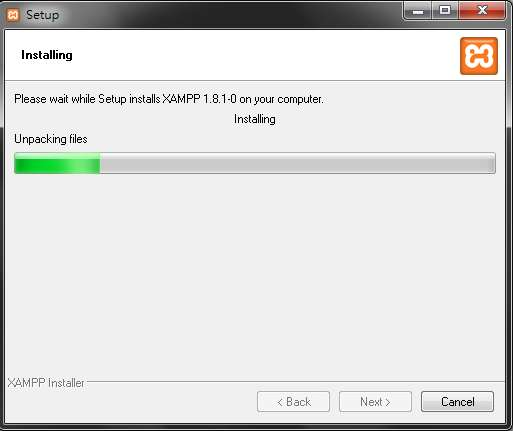 Setup
Installing
Please wait while Setup installs XAMPP 1.8.1-0 on your computer.
Installing
Unpacking files
XAMPP Installer
< Back
Next >
Cancel